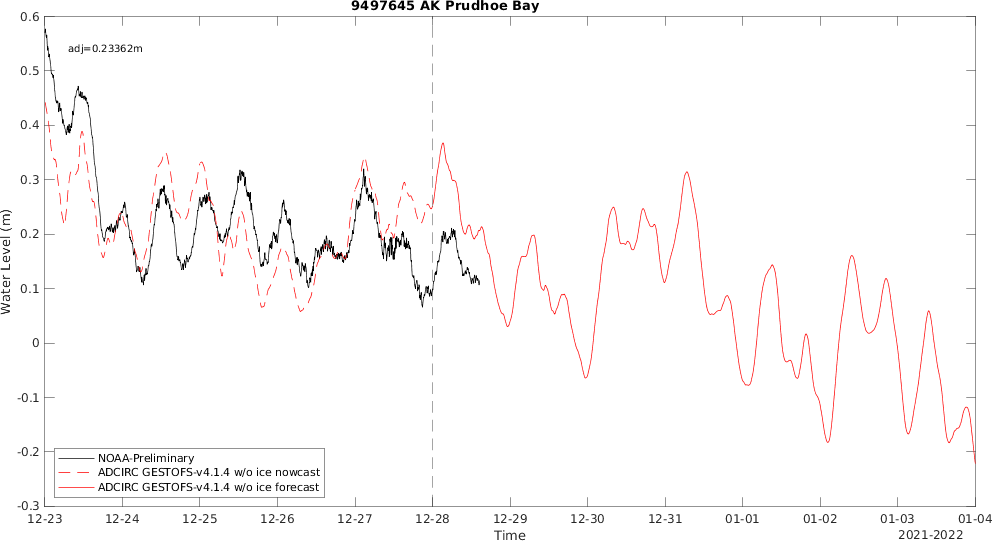 9497645 AK Prudhoe Bay
adj=0.23362m
Water Level (m)
0.6
0.5
0.4
0.3
0.2
0.1
0
-0.1
-0.2
-0.3
NOAA-Preliminary
ADCIRC GESTOFS-v4.1.4 w/o ice nowcast
ADCIRC GESTOFS-v4.1.4 w/o ice forecast
12-23 12-24 12-25 12-26 12-27 12-28 12-29 12-30 12-31 01-01 01-02 01-03 01-04
Time
2021-2022